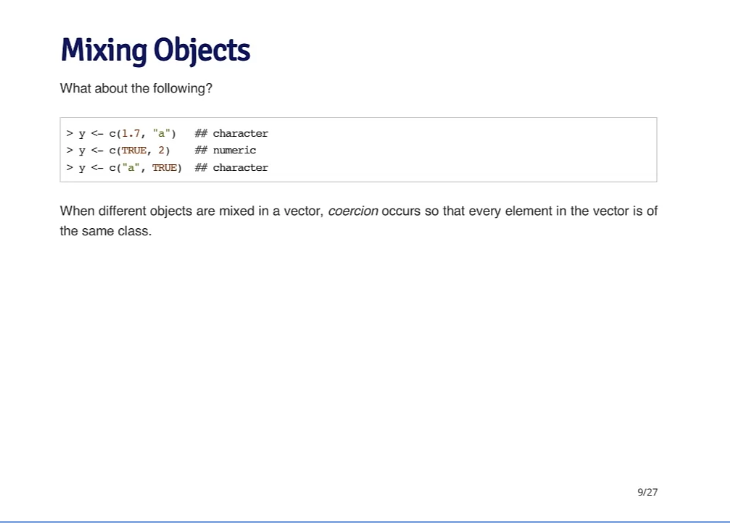 Mixing Objects
What about the following?
> y <- c(1.7, "a")   ## character
> y <- c(TRUE, 2)    ## numeric
> y <- c("a", TRUE)  ## character
When different objects are mixed in a vector, coercion occurs so that every element in the vector is of
the same class.
9/27